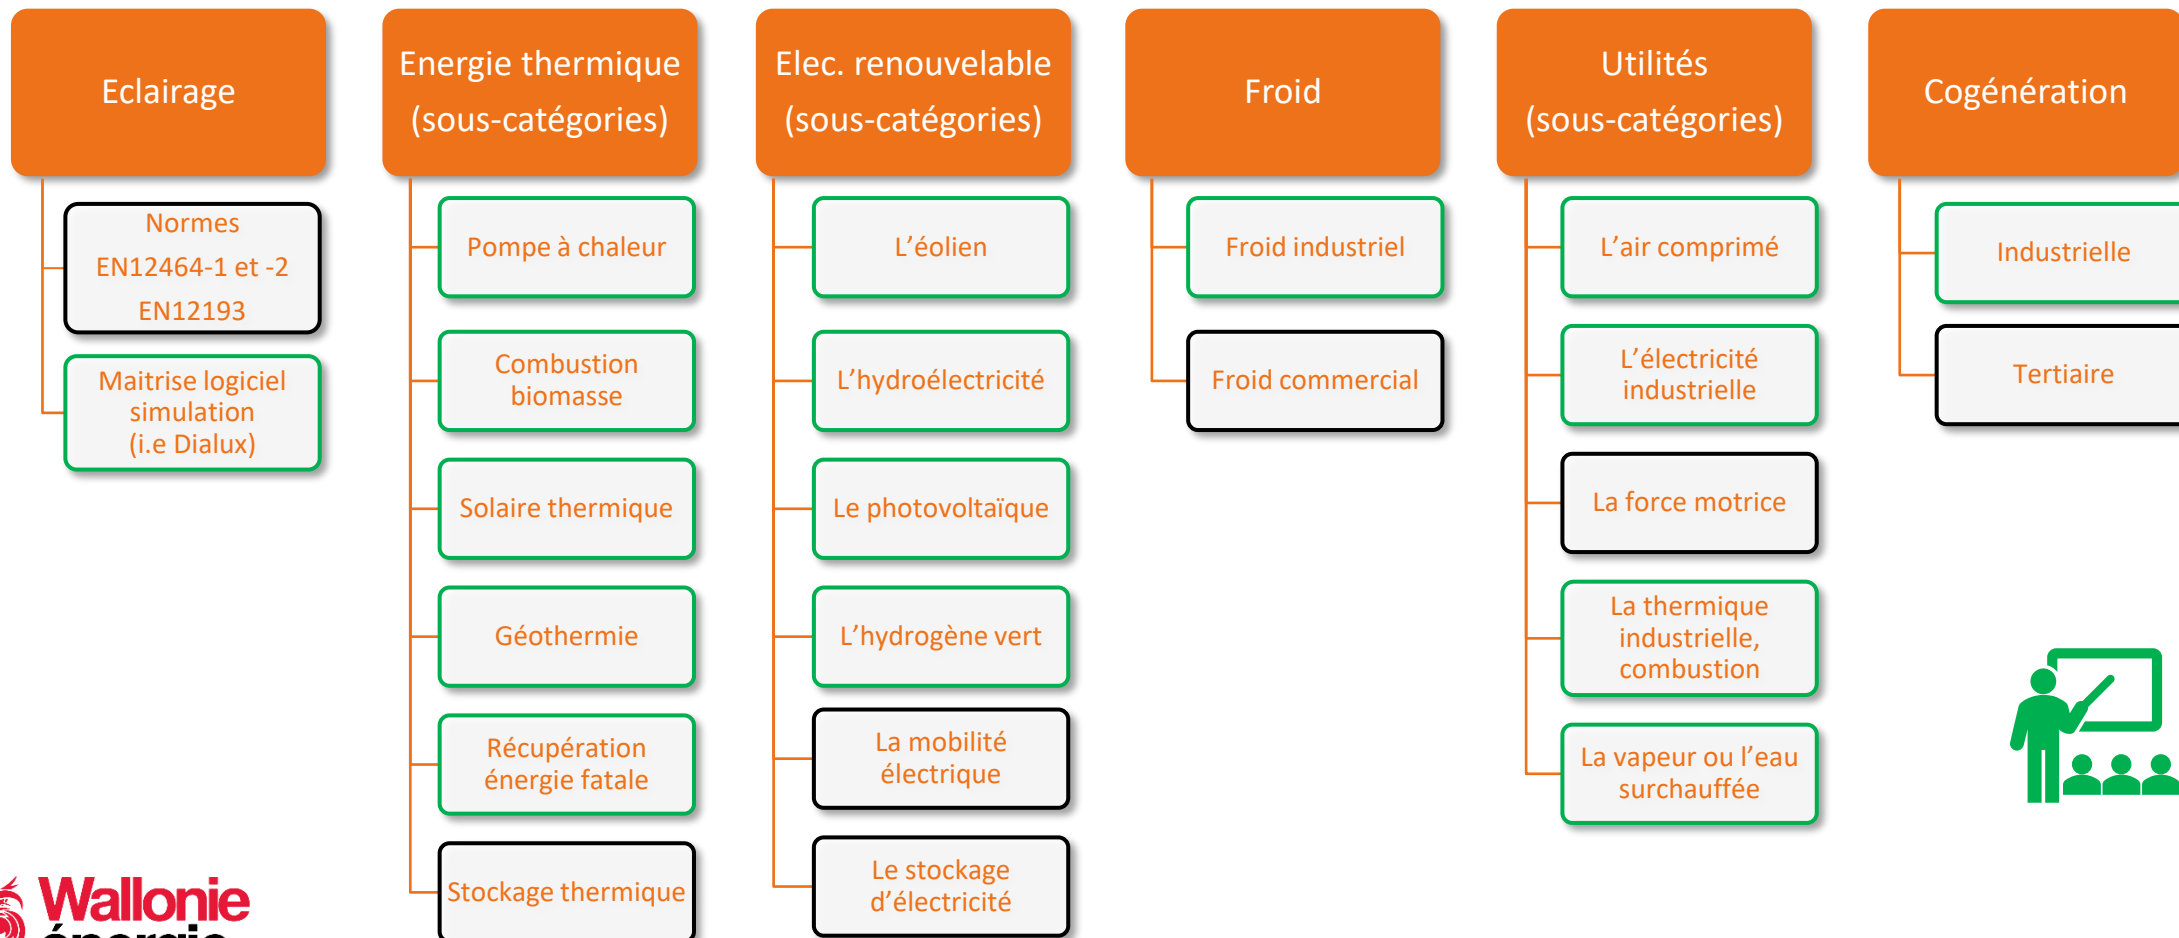 Eclairage
Normes
EN12464-1 et -2
EN12193
Maitrise logiciel
simulation
(i.e Dialux)
Energie thermique
(sous-catégories)
Pompe à chaleur
Combustion
biomasse
Solaire thermique
Géothermie
Récupération
énergie fatale
Stockage thermique
Elec. renouvelable
(sous-catégories)
L’éolien
L’hydroélectricité
Le photovoltaïque
L’hydrogène vert
La mobilité
électrique
Le stockage
d’électricité
Froid
Froid industriel
Froid commercial
Utilités
(sous-catégories)
L’air comprimé
L’électricité
industrielle
La force motrice
La thermique
industrielle,
combustion
La vapeur ou l’eau
surchauffée
Cogénération
Industrielle
Tertiaire
Wallonie
énergie